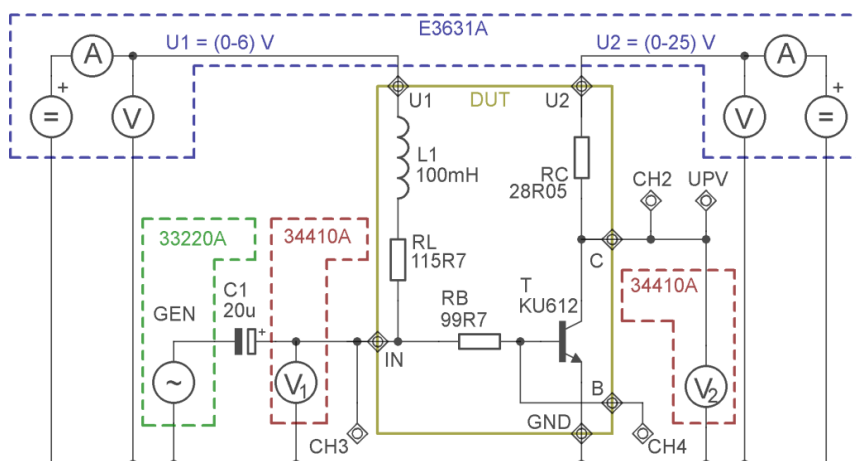 E3631A
U1 = (0-6) V
U2 = (0-25) V
A
A
+
+
=
V
V
=
U1
DUT
U2
L1
100mH
RC
28R05
CH2
UPV
33220A
34410A
RL
115R7
C
34410A
C1
20u
GEN
+
RB
99R7
T
KU612
~
V1
IN
V2
B
GND
CH3
CH4